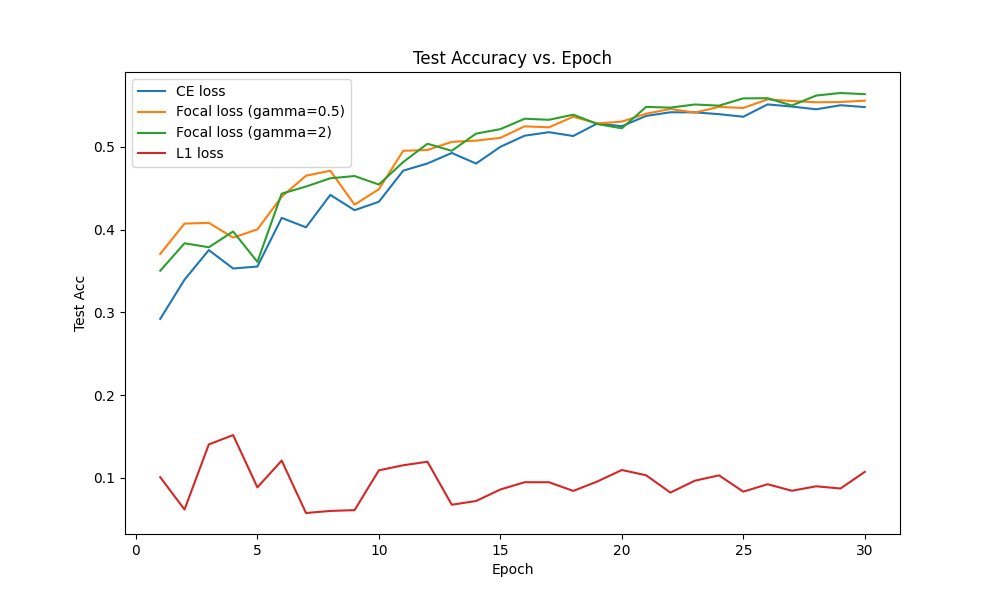 Test Accuracy vs. Epoch
CE loss
Focal loss (gamma=0.5)
Focal loss (gamma=2)
L1 loss
Test Acc
0.5
0.4
0.3
0.2
0.1
0 5 10 15 20 25 30
Epoch